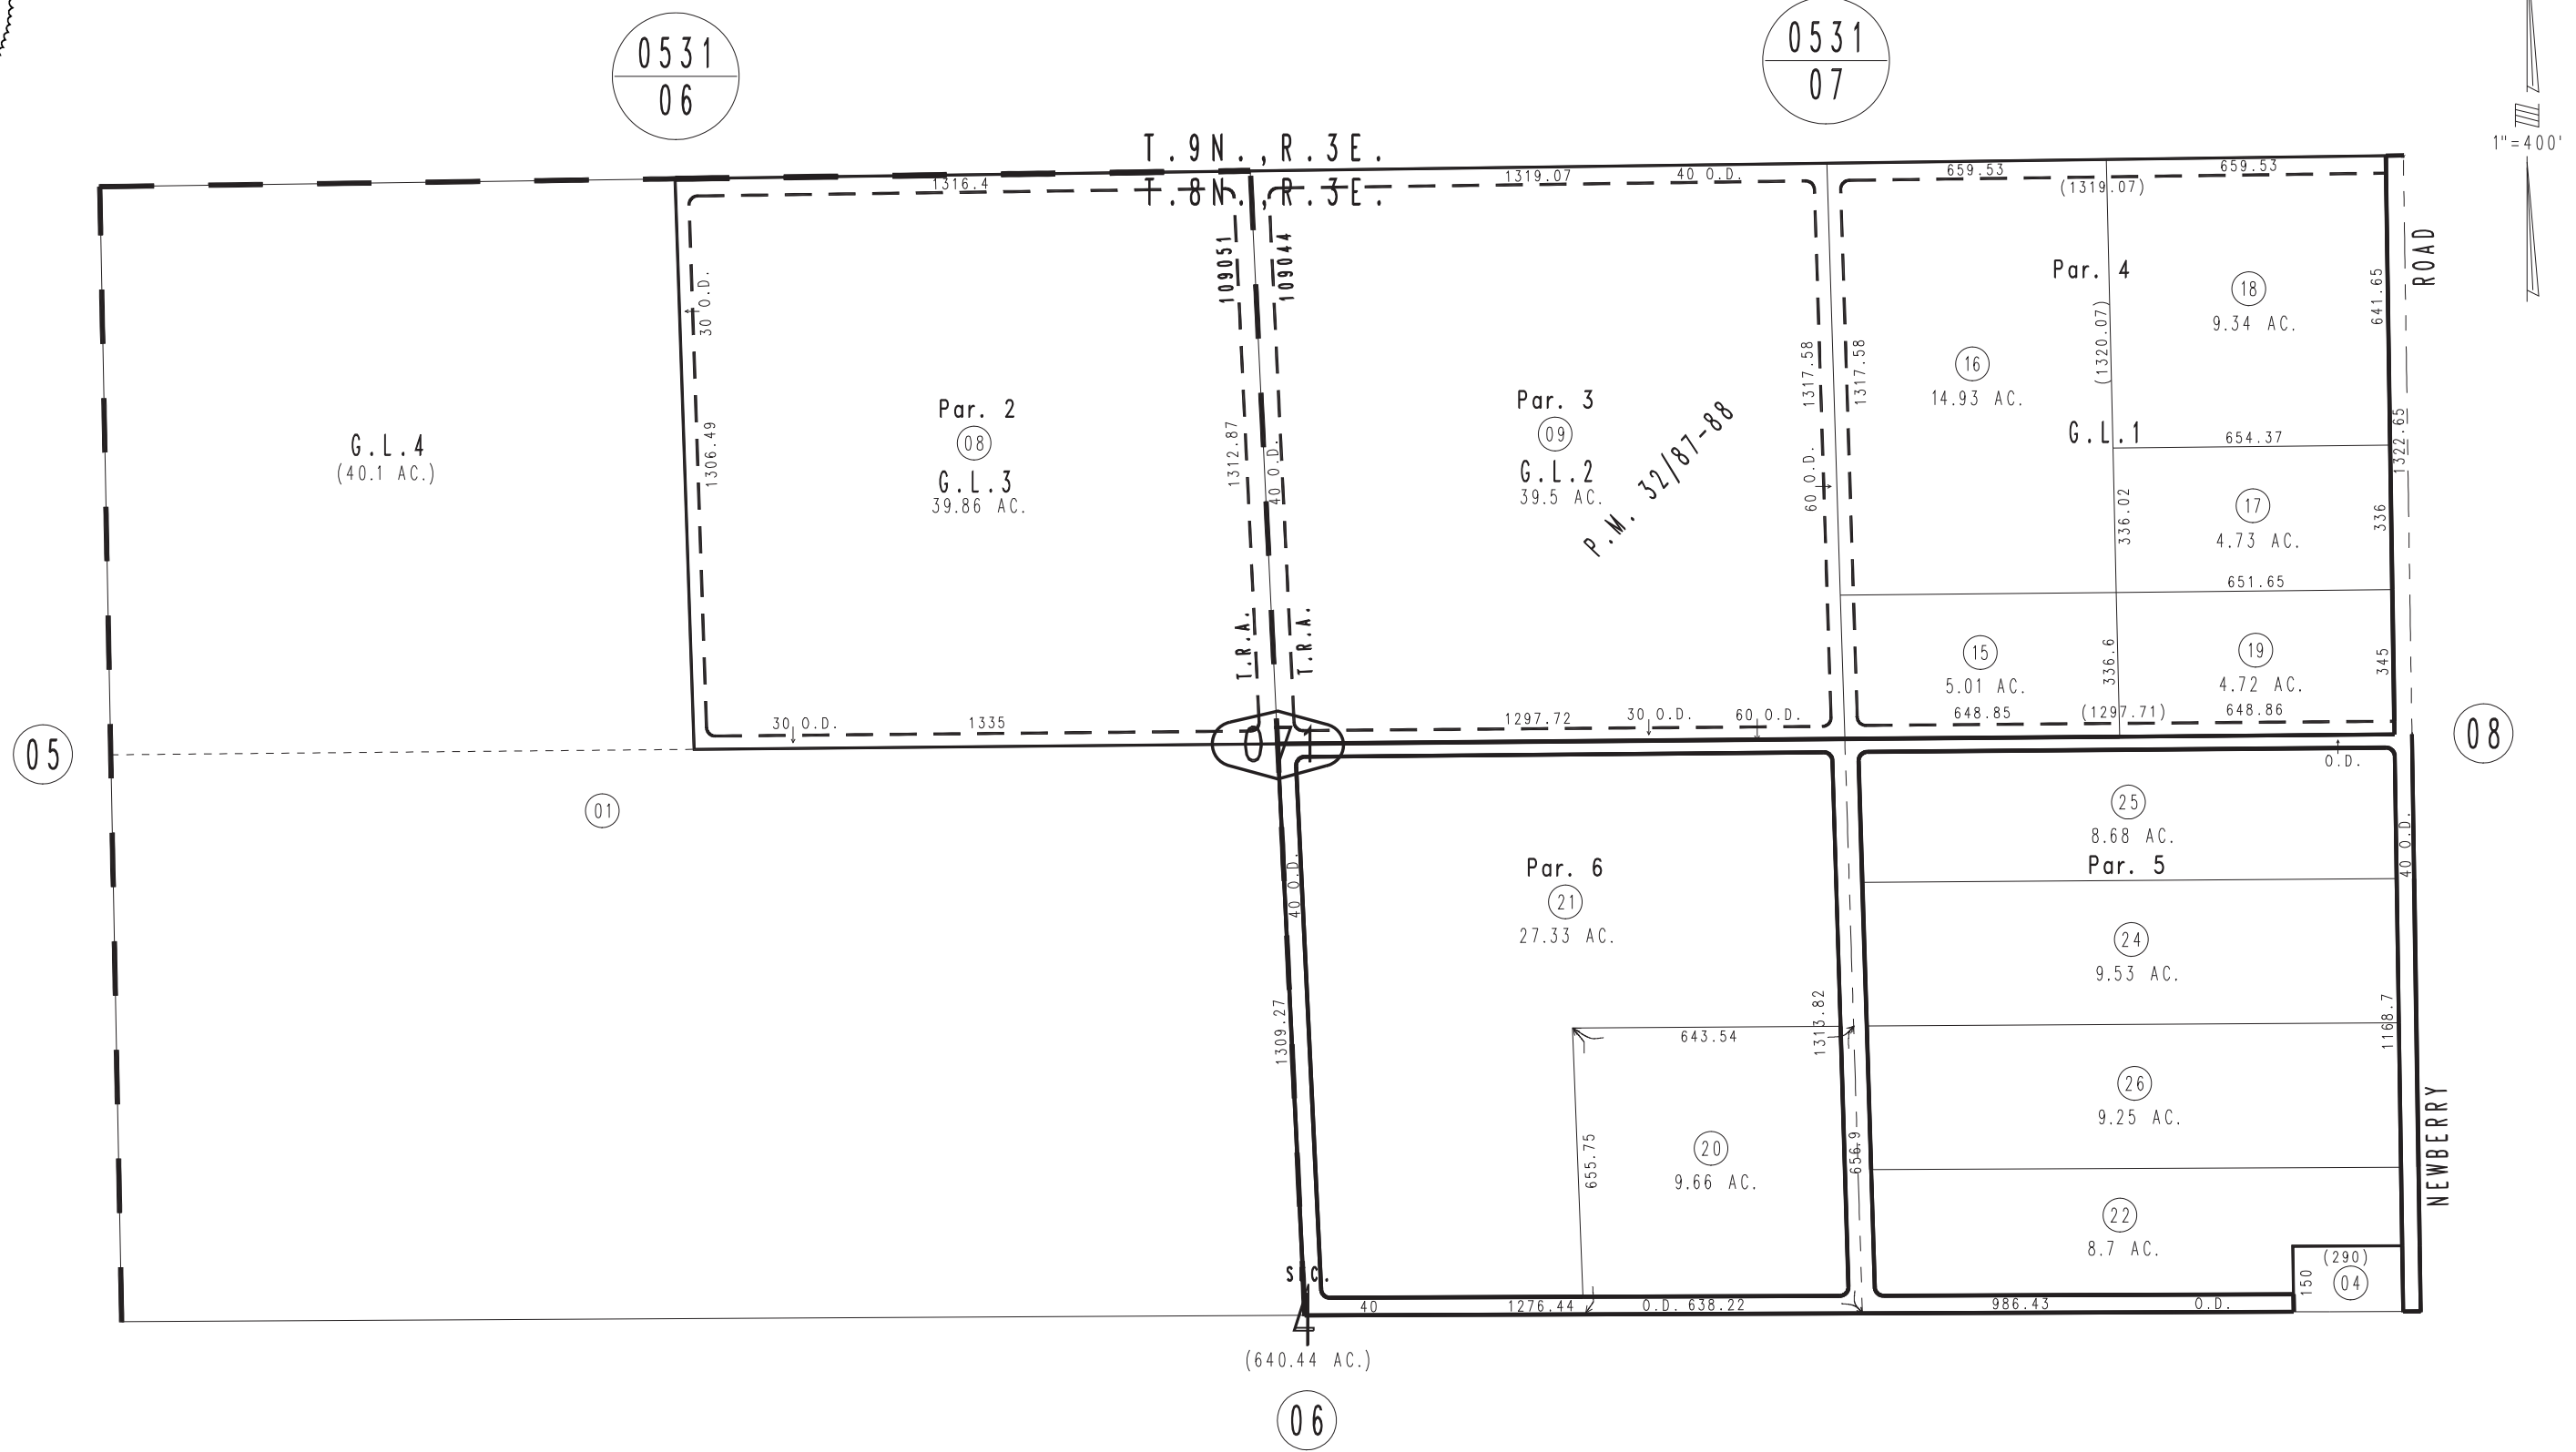 0531
06
0531
07
1"=400'
T.9N.,R.3E.
T.8N.,R.3E.
1316.4
1319.07
40 O.D.
659.53
(1319.07)
659.53
ROAD
109051
109044
30 O.D.
Par. 4
18
9.34 AC.
641.65
(1320.07)
1317.58
1317.58
16
14.93 AC.
Par. 2
08
G.L.3
39.86 AC.
Par. 3
09
G.L.2
39.5 AC.
P.M. 32/87-88
G.L.4
(40.1 AC.)
G.L.1
654.37
1322.65
1306.49
1312.87
40 O.D.
60 O.D.
336.02
17
4.73 AC.
336
651.65
T.R.A.
T.R.A.
15
5.01 AC.
336.6
19
4.72 AC.
345
30 O.D.
1335
1297.72
30 O.D.
60 O.D.
648.85
(1297.71)
648.86
05
071
08
O.D.
01
25
8.68 AC.
Par. 5
40 O.D.
40 O.D.
Par. 6
21
27.33 AC.
24
9.53 AC.
1309.27
1313.82
643.54
1168.7
26
9.25 AC.
NEWBERRY
655.75
20
9.66 AC.
656.9
22
8.7 AC.
(290)
150
04
40
1276.44
O.D. 638.22
986.43
O.D.
4
(640.44 AC.)
06